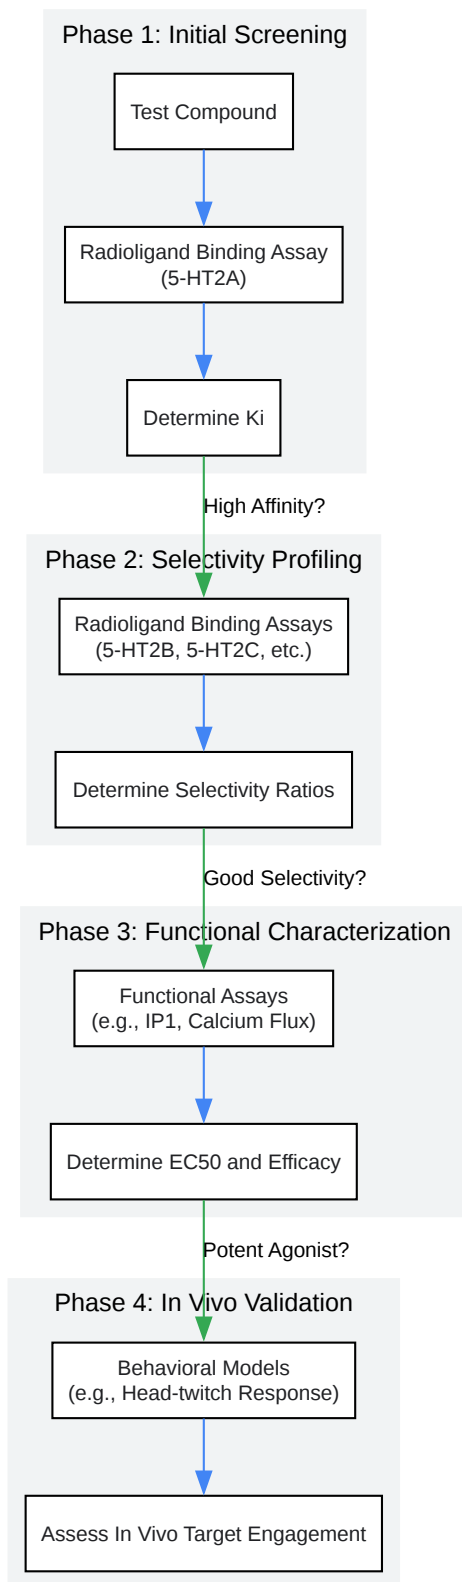 Phase 1: Initial Screening
Test Compound
Radioligand Binding Assay
(5-HT2A)
Determine Ki
High Affinity?
Phase 2: Selectivity Profiling
Radioligand Binding Assays
(5-HT2B, 5-HT2C, etc.)
Determine Selectivity Ratios
Good Selectivity?
Phase 3: Functional Characterization
Functional Assays
(e.g., IP1, Calcium Flux)
Determine EC50 and Efficacy
Potent Agonist?
Phase 4: In Vivo Validation
Behavioral Models
(e.g., Head-twitch Response)
Assess In Vivo Target Engagement